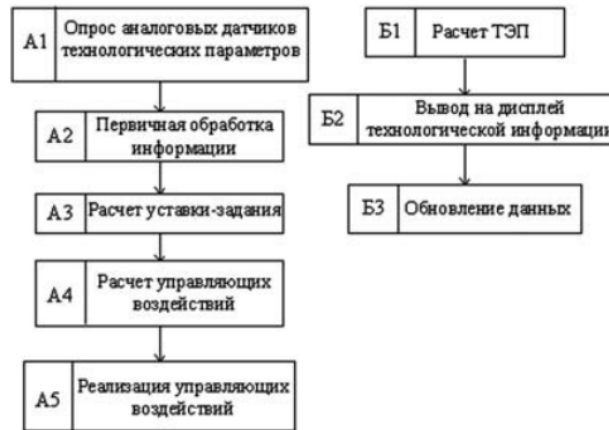 А1
Опрос аналоговых датчиков
технологических параметров
А2
Первичная обработка
информации
А3
Расчет уставки-задания
А4
Расчет управляющих
воздействий
А5
Реализация управляющих
воздействий
Б1
Расчет ТЭП
Б2
Вывод на дисплей
технологической информации
Б3
Обновление данных